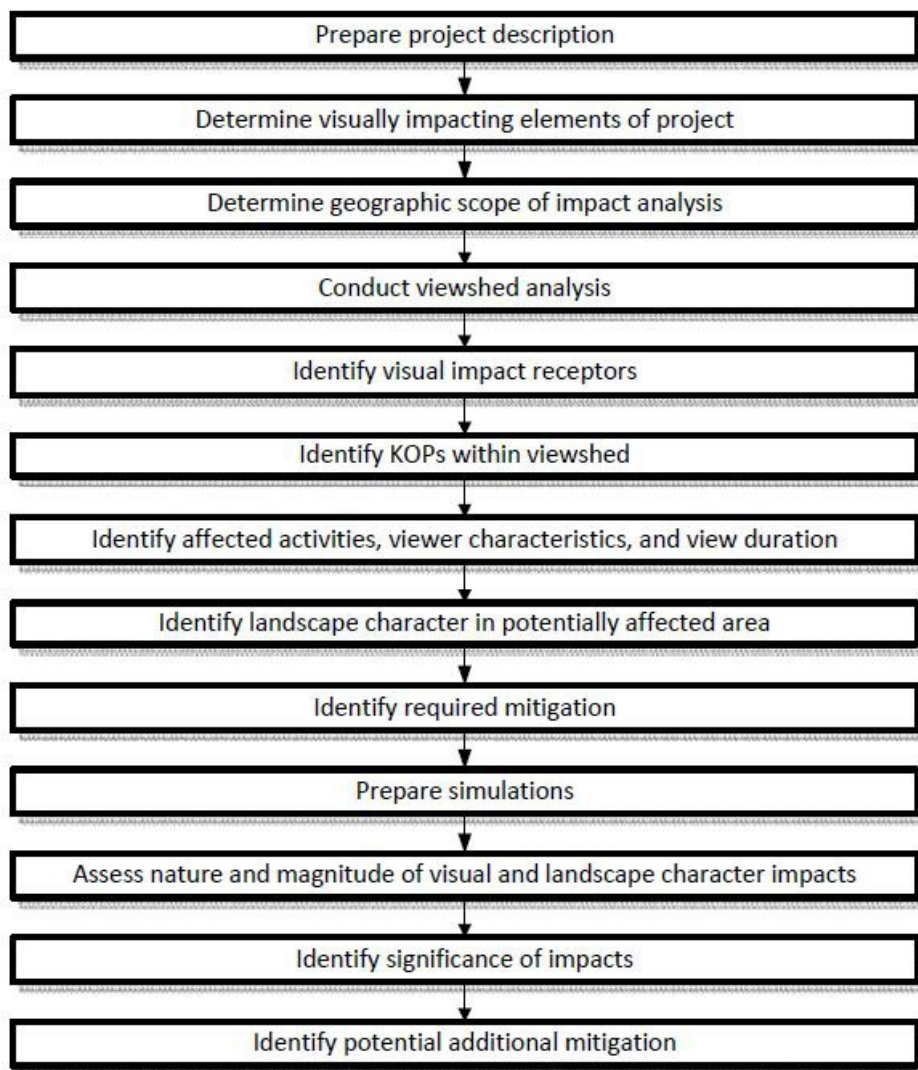 Prepare project description
Determine visually impacting elements of project
Determine geographic scope of impact analysis
Conduct viewshed analysis
Identify visual impact receptors
Identify KOPs within viewshed
Identify affected activities, viewer characteristics, and view duration
Identify landscape character in potentially affected area
Identify required mitigation
Prepare simulations
Assess nature and magnitude of visual and landscape character impacts
Identify significance of impacts
Identify potential additional mitigation